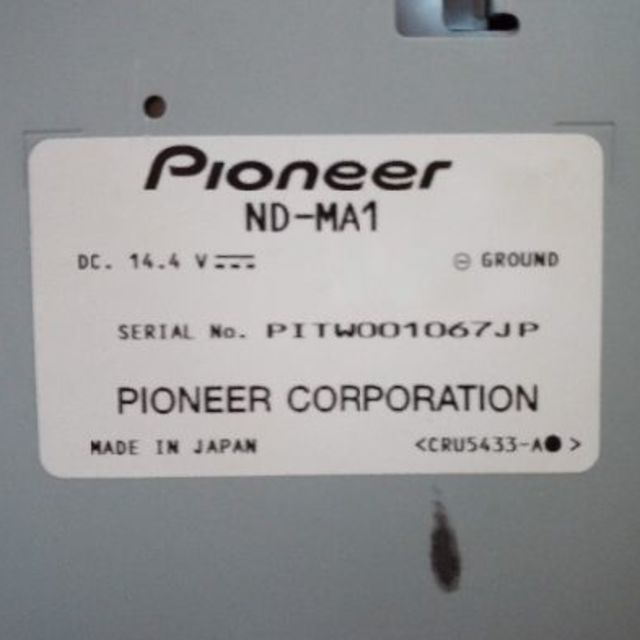 Pioneer
ND-MA1
DC. 14.4 V ⎓ ⊖ GROUND
SERIAL No. PITW001067JP
PIONEER CORPORATION
MADE IN JAPAN <CRU5433-A●>